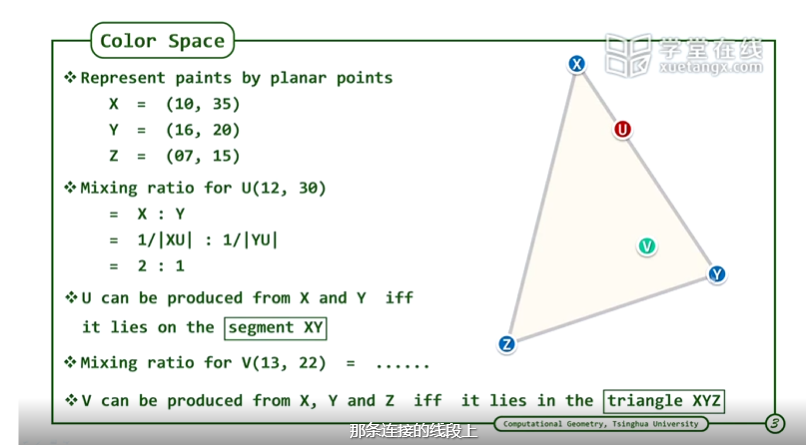 Color Space
学堂在线
xuetangx.com
❖Represent paints by planar points
X = (10, 35)
Y = (16, 20)
Z = (07, 15)
❖Mixing ratio for U(12, 30)
= X : Y
= 1/|XU| : 1/|YU|
= 2 : 1
❖U can be produced from X and Y iff
it lies on the segment XY
❖Mixing ratio for V(13, 22) = ......
❖V can be produced from X, Y and Z iff it lies in the triangle XYZ
X
U
V
Y
Z
Computational Geometry, Tsinghua University
3
那条连接的线段上